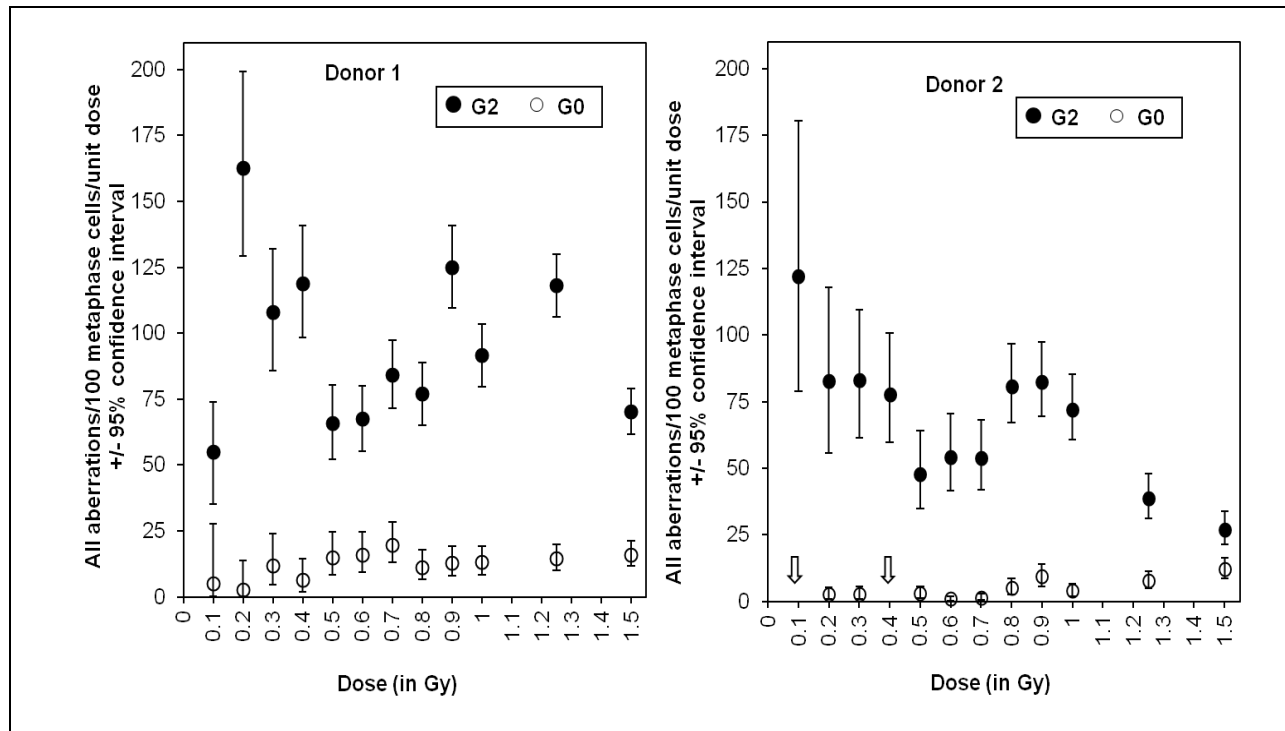 Donor 1
G2 G0
All aberrations/100 metaphase cells/unit dose
+/- 95% confidence interval
200
175
150
125
100
75
50
25
0
0 0.1 0.2 0.3 0.4 0.5 0.6 0.7 0.8 0.9 1 1.1 1.2 1.3 1.4 1.5
Dose (in Gy)
Donor 2
G2 G0
All aberrations/100 metaphase cells/unit dose
+/- 95% confidence interval
200
175
150
125
100
75
50
25
0
0 0.1 0.2 0.3 0.4 0.5 0.6 0.7 0.8 0.9 1 1.1 1.2 1.3 1.4 1.5
Dose (in Gy)